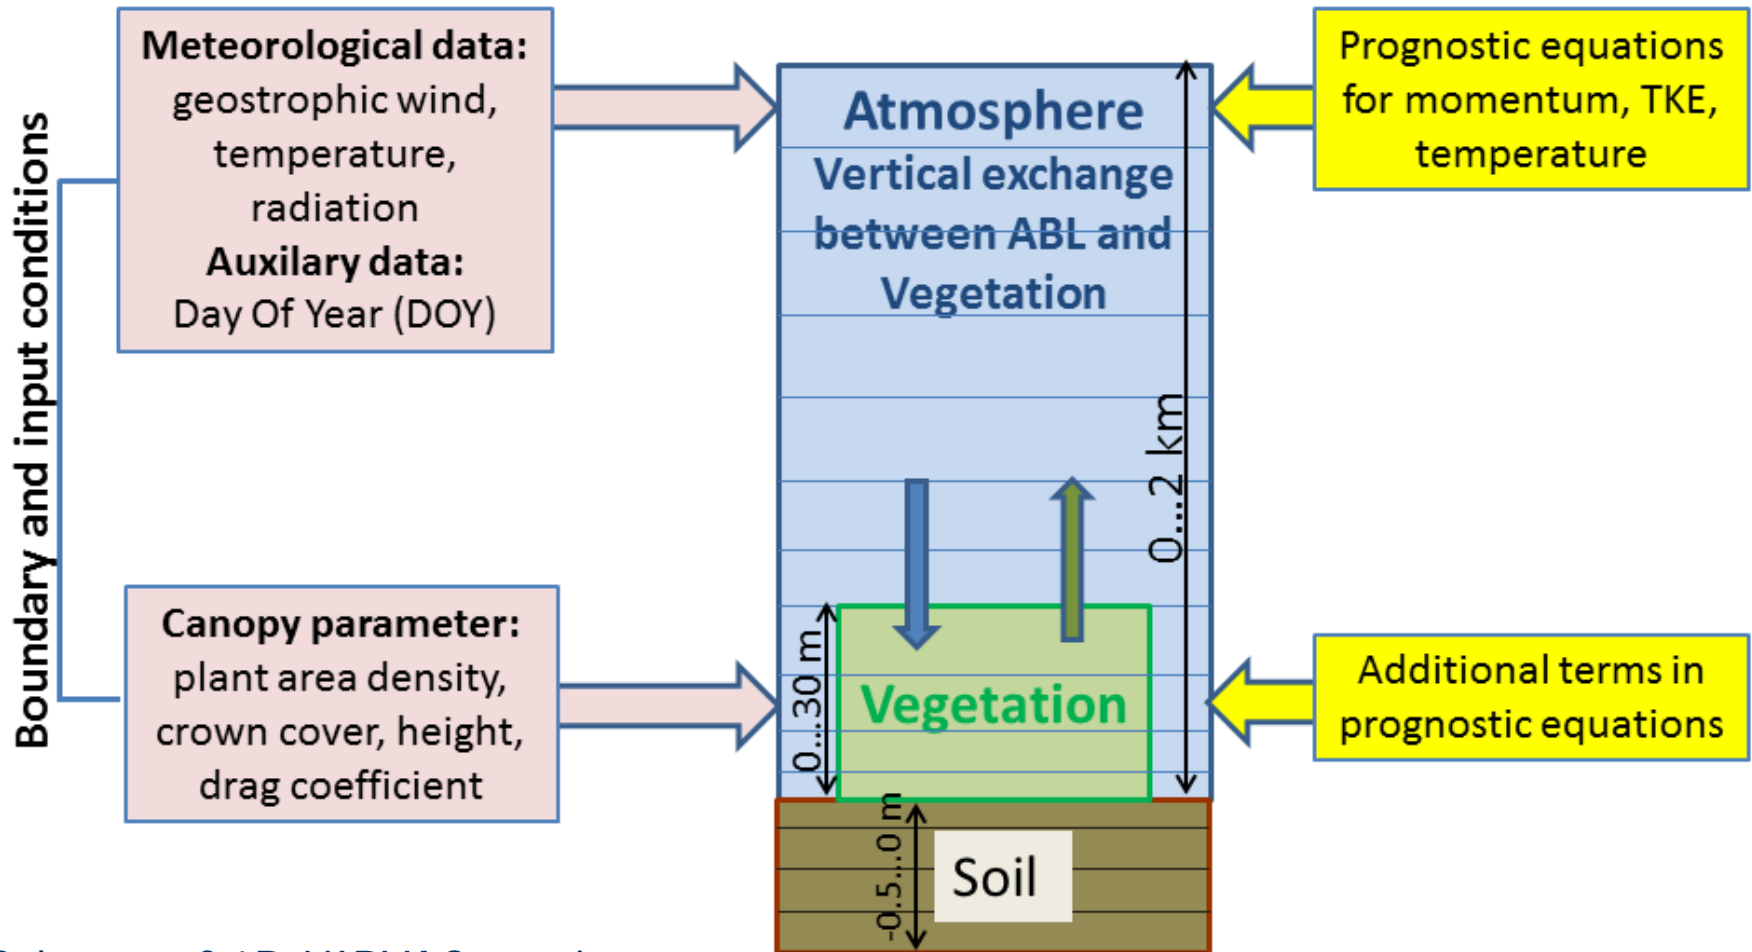 Boundary and input conditions
Meteorological data:
geostrophic wind,
temperature,
radiation
Auxilary data:
Day Of Year (DOY)
Canopy parameter:
plant area density,
crown cover, height,
drag coefficient
Atmosphere
Vertical exchange
between ABL and
Vegetation
0...2 km
0...30 m
Vegetation
-0.5...0 m
Soil
Prognostic equations
for momentum, TKE,
temperature
Additional terms in
prognostic equations